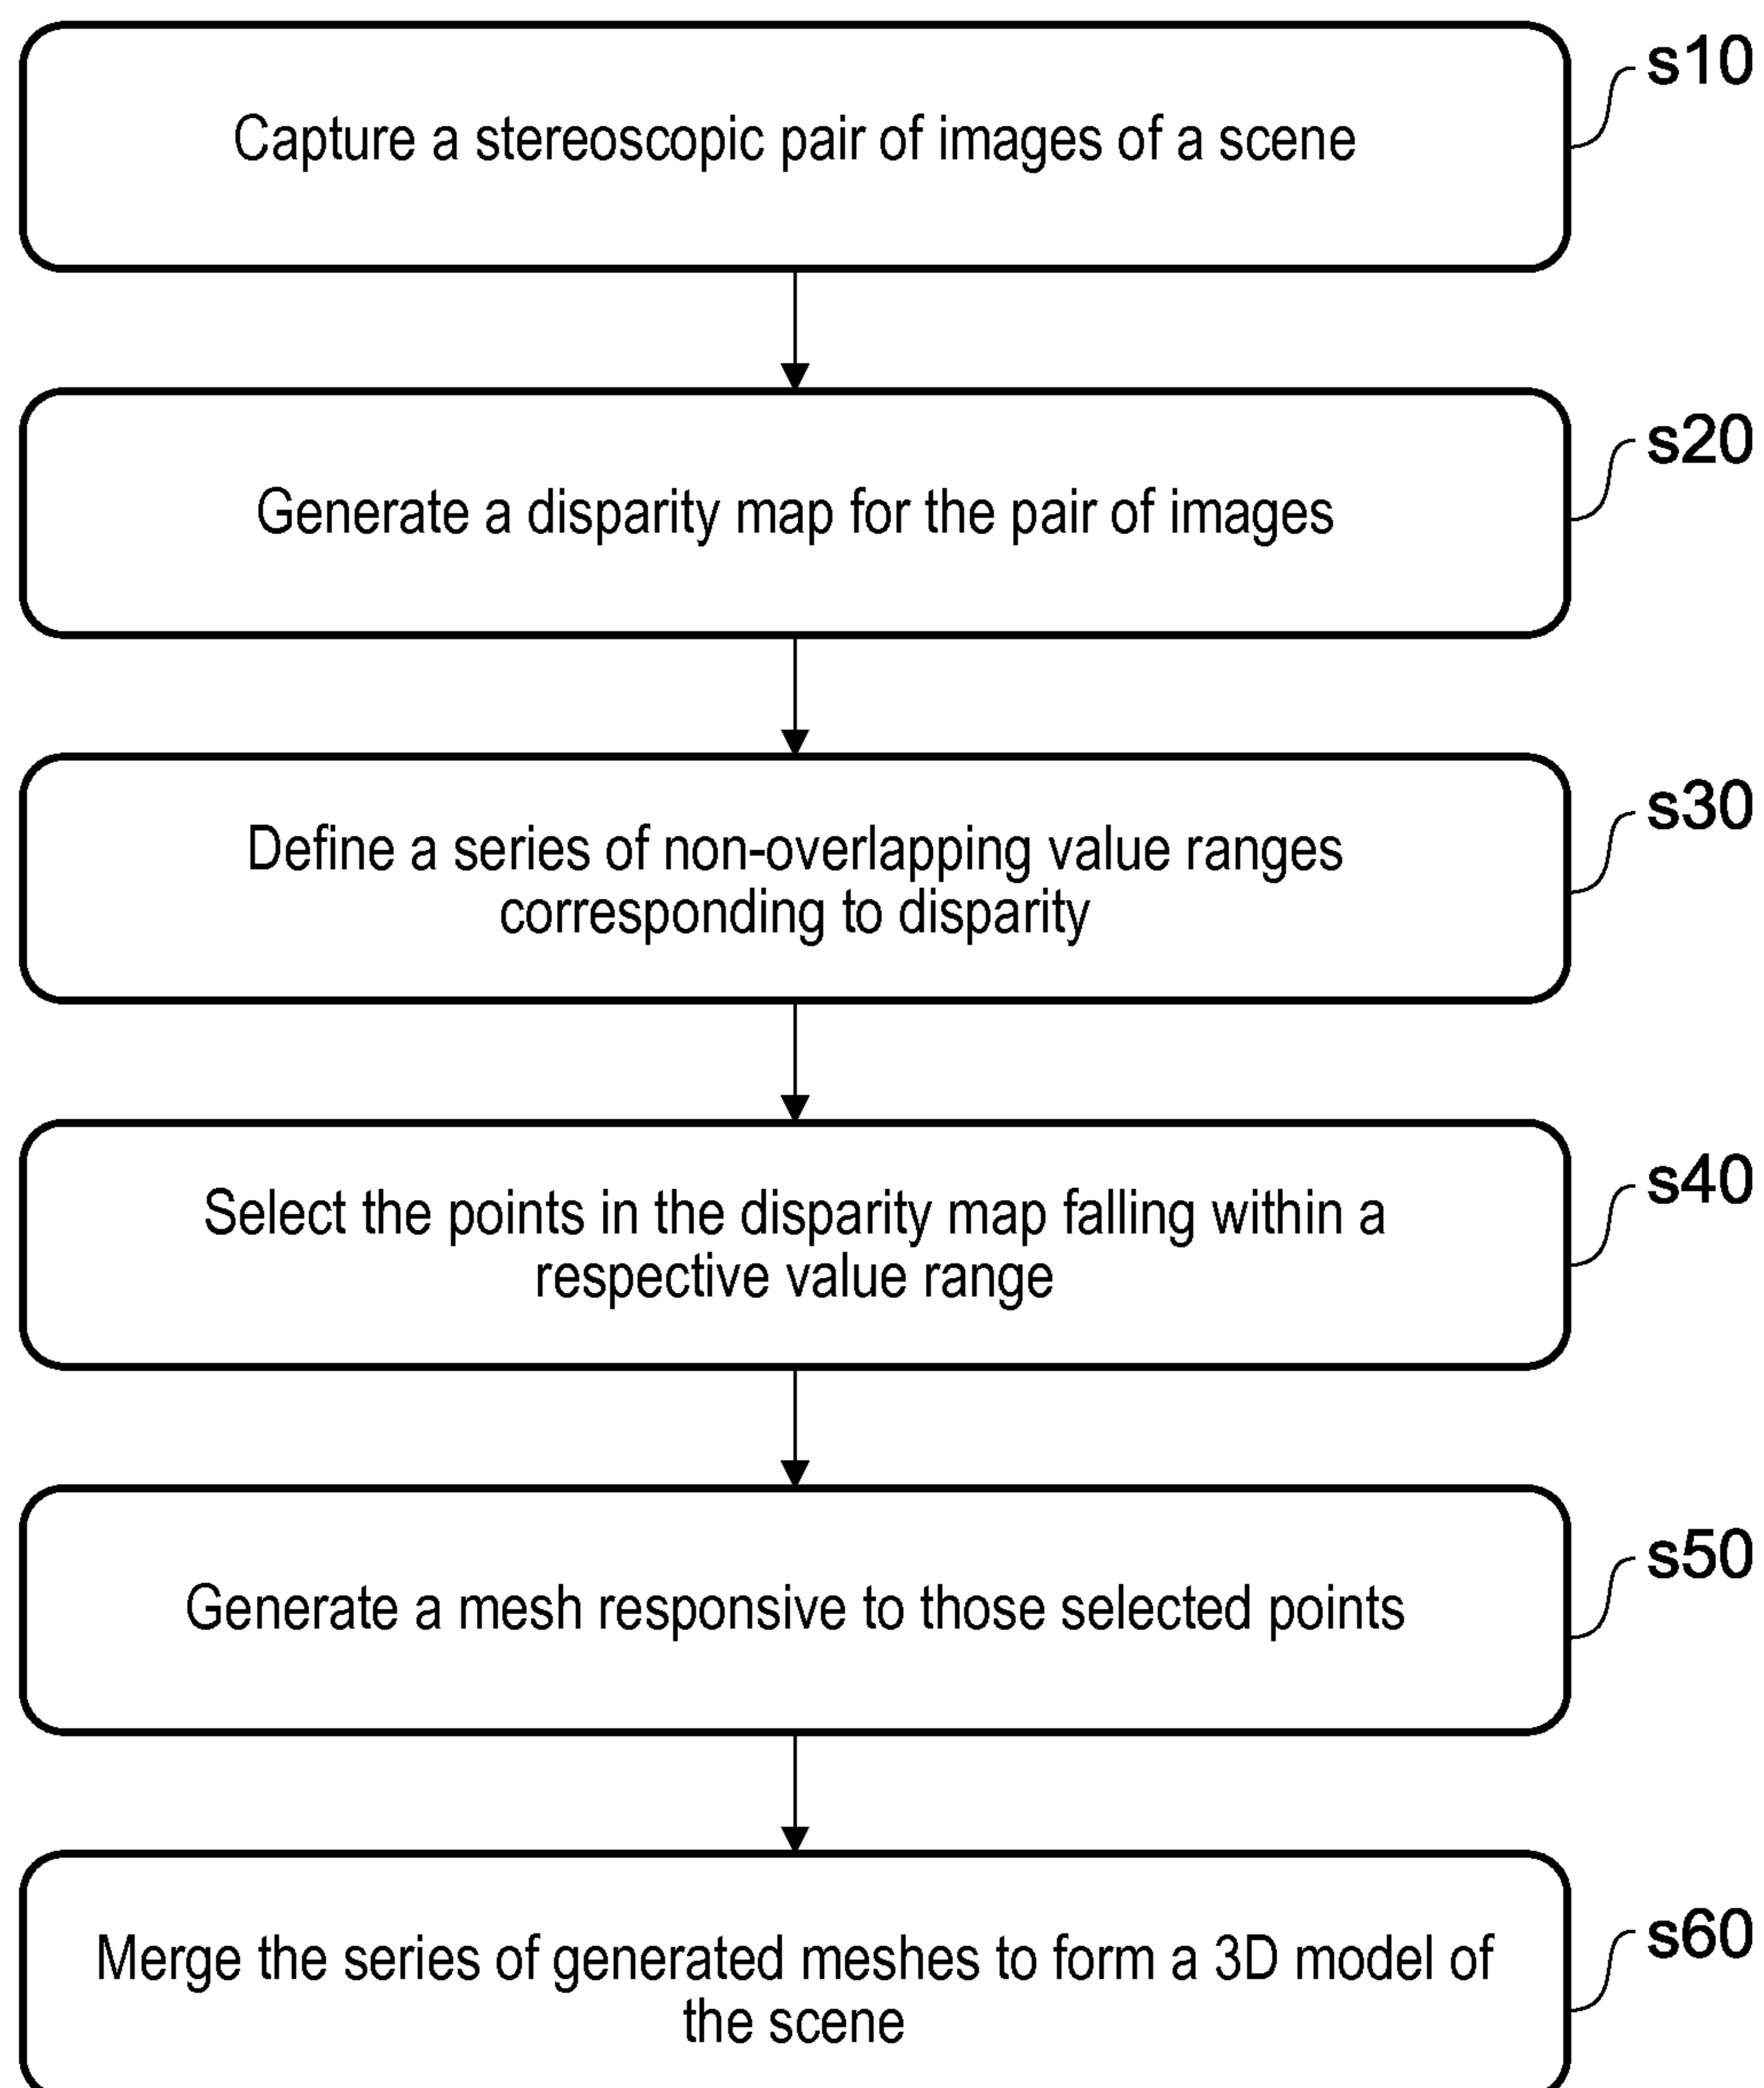 s10
Capture a stereoscopic pair of images of a scene
s20
Generate a disparity map for the pair of images
s30
Define a series of non-overlapping value ranges
corresponding to disparity
s40
Select the points in the disparity map falling within a
respective value range
s50
Generate a mesh responsive to those selected points
s60
Merge the series of generated meshes to form a 3D model of
the scene